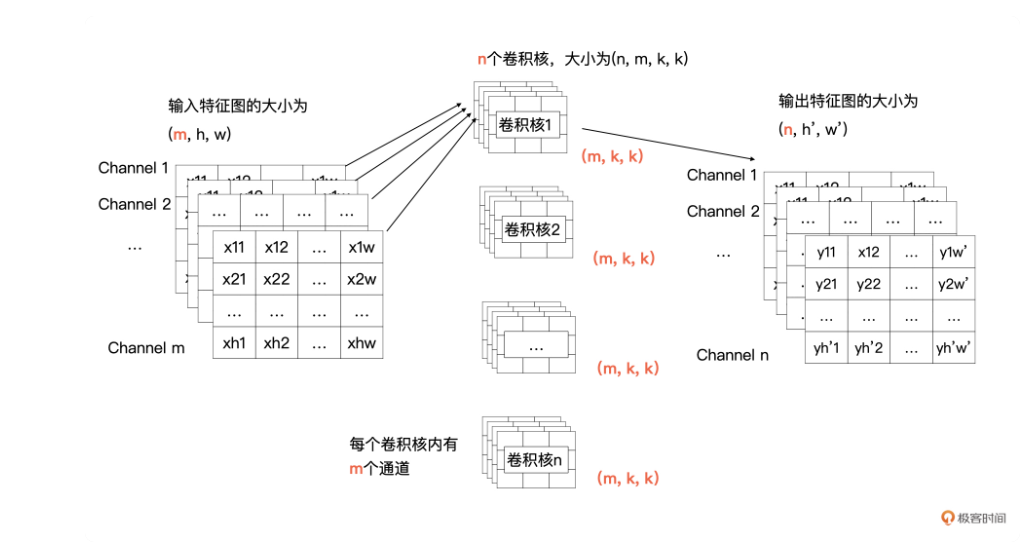 n个卷积核，大小为(n, m, k, k)
输入特征图的大小为
(m, h, w)
Channel 1
Channel 2
...
Channel m
x11 x12 ... x1w
... ... ... ...
x11 x12 ... x1w
x21 x22 ... x2w
... ... ... ...
xh1 xh2 ... xhw
卷积核1
(m, k, k)
卷积核2
(m, k, k)
...
(m, k, k)
卷积核n
(m, k, k)
每个卷积核内有
m个通道
输出特征图的大小为
(n, h’, w’)
Channel 1
Channel 2
...
Channel n
... ... ... ...
y11 x12 ... y1w’
y21 y22 ... y2w’
... ... ... ...
yh’1 yh’2 ... yh’w’
极客时间